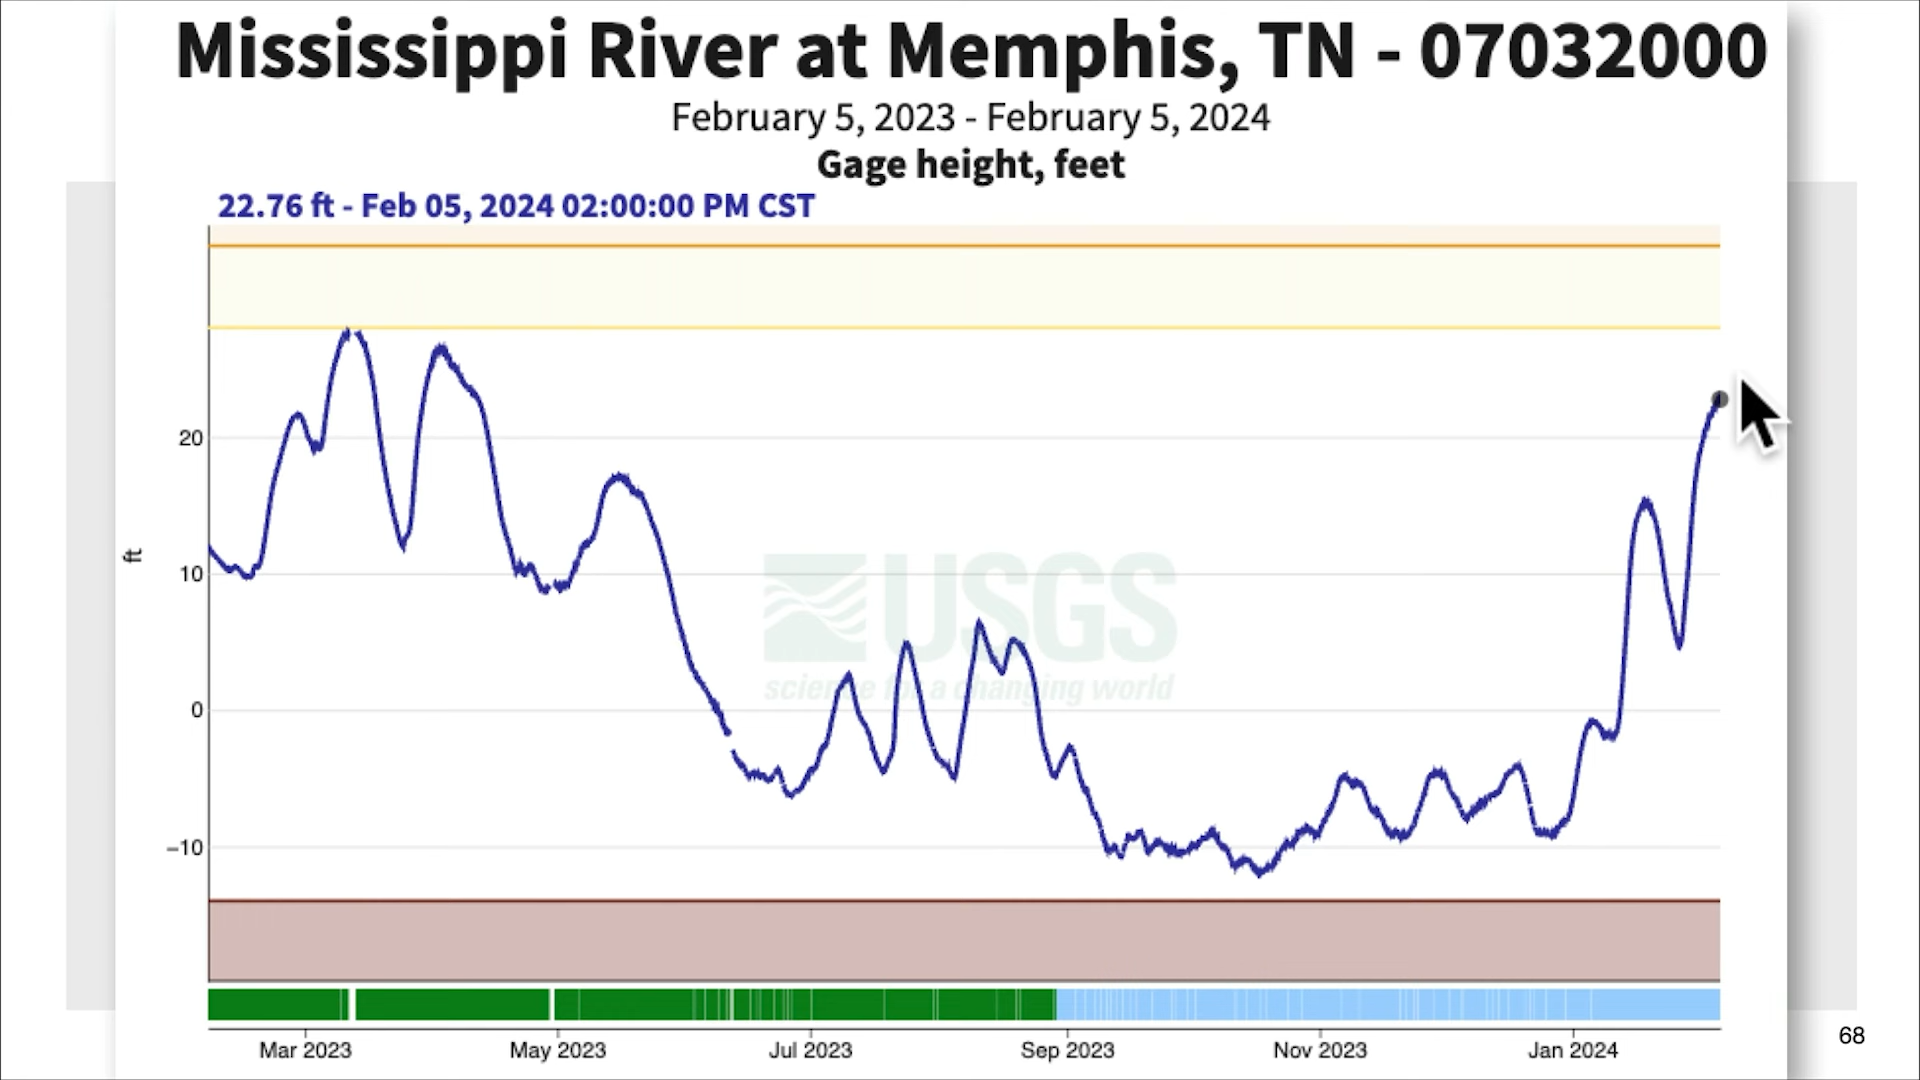 Mississippi River at Memphis, TN - 07032000
February 5, 2023 - February 5, 2024
Gage height, feet
22.76 ft - Feb 05, 2024 02:00:00 PM CST
20
10
ft
0
−10
USGS
science for a changing world
Mar 2023 May 2023 Jul 2023 Sep 2023 Nov 2023 Jan 2024
68